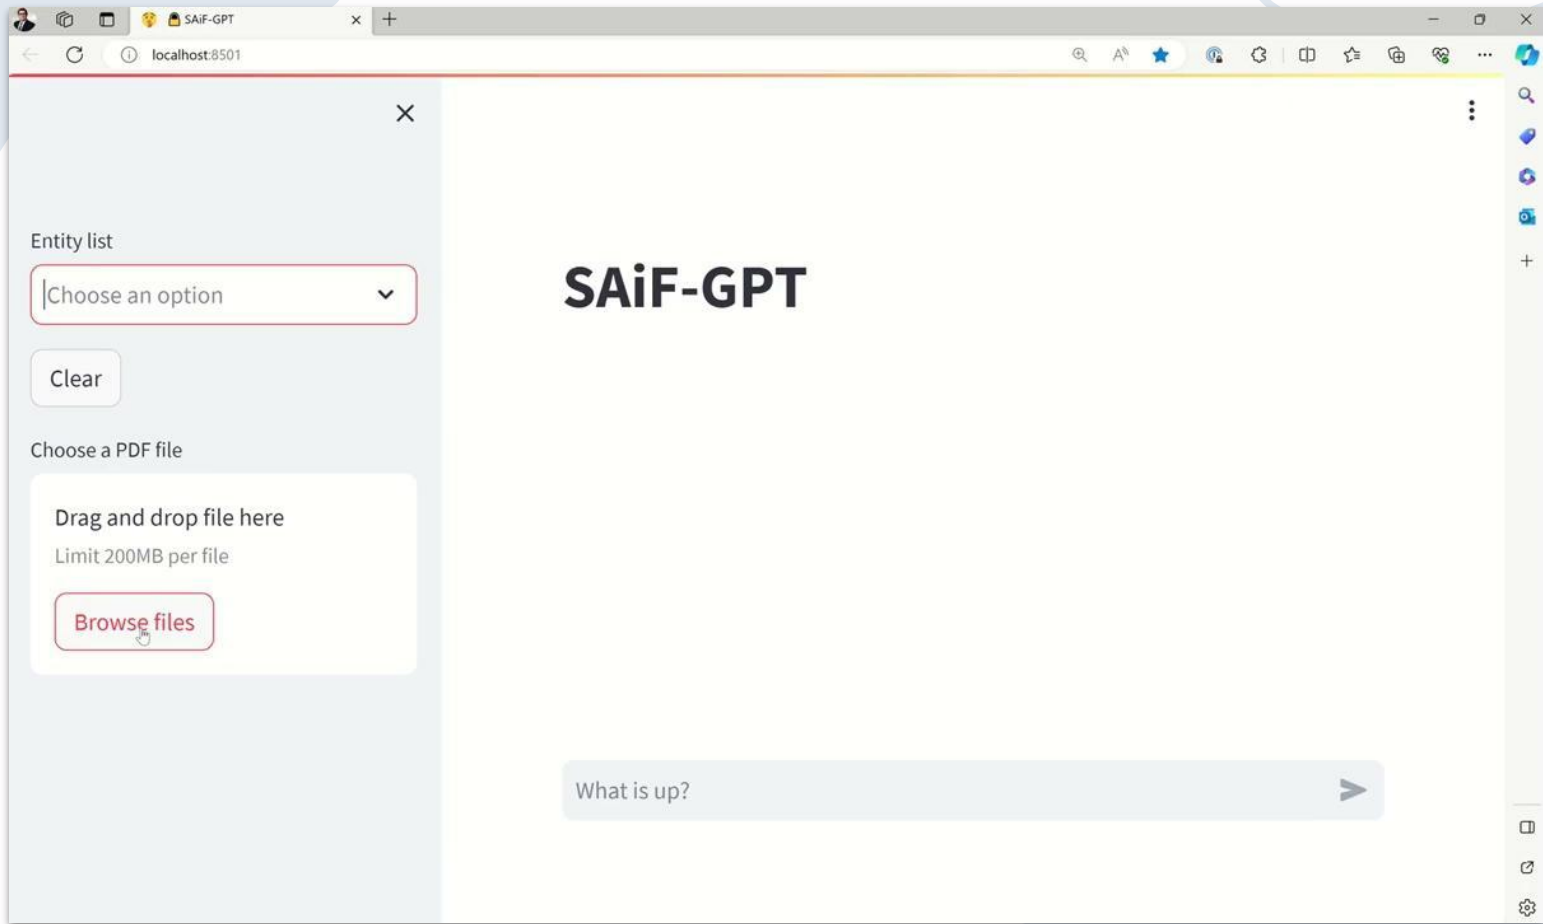 SAiF-GPT
localhost:8501
Entity list
Choose an option
Clear
Choose a PDF file
Drag and drop file here
Limit 200MB per file
Browse files
SAiF-GPT
What is up?